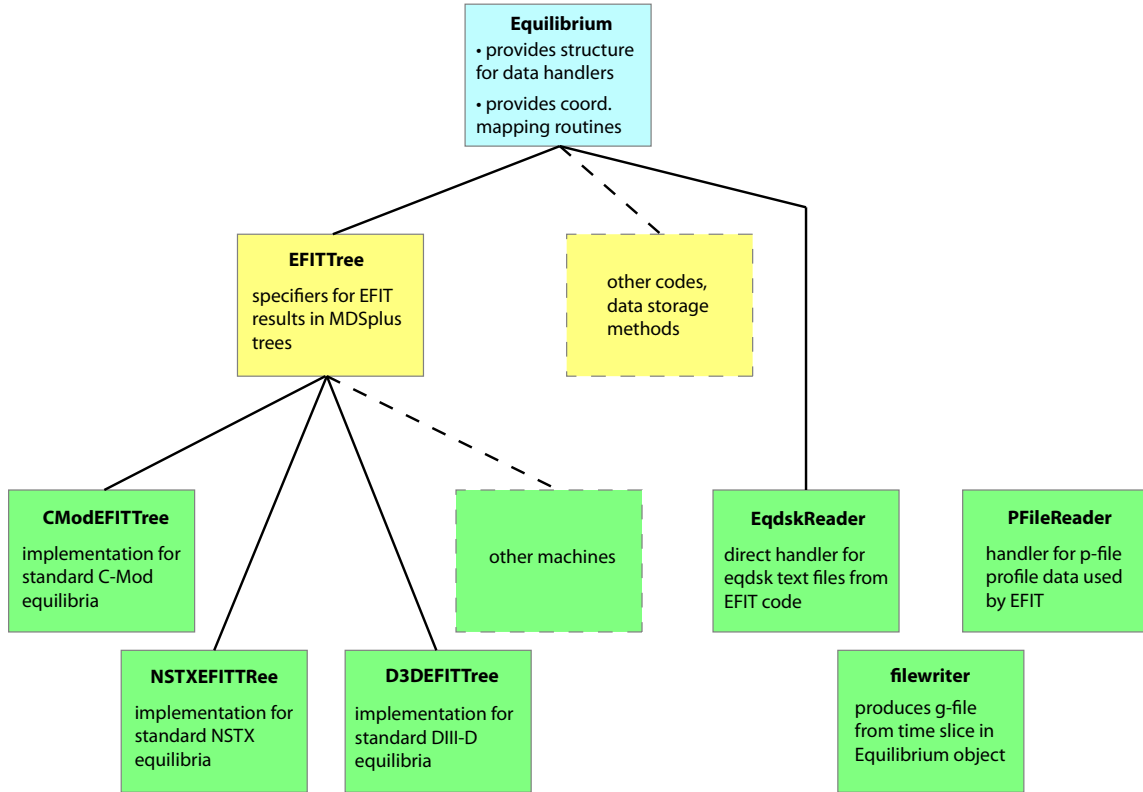 Equilibrium
• provides structure
for data handlers
• provides coord.
mapping routines
EFITTree
specifiers for EFIT
results in MDSplus
trees
other codes,
data storage
methods
CModEFITTree
implementation for
standard C-Mod
equilibria
other machines
EqdskReader
direct handler for
eqdsk text files from
EFIT code
PFileReader
handler for p-file
profile data used
by EFIT
NSTXEFITTRee
implementation for
standard NSTX
equilibria
D3DEFITTree
implementation for
standard DIII-D
equilibria
filewriter
produces g-file
from time slice in
Equilibrium object